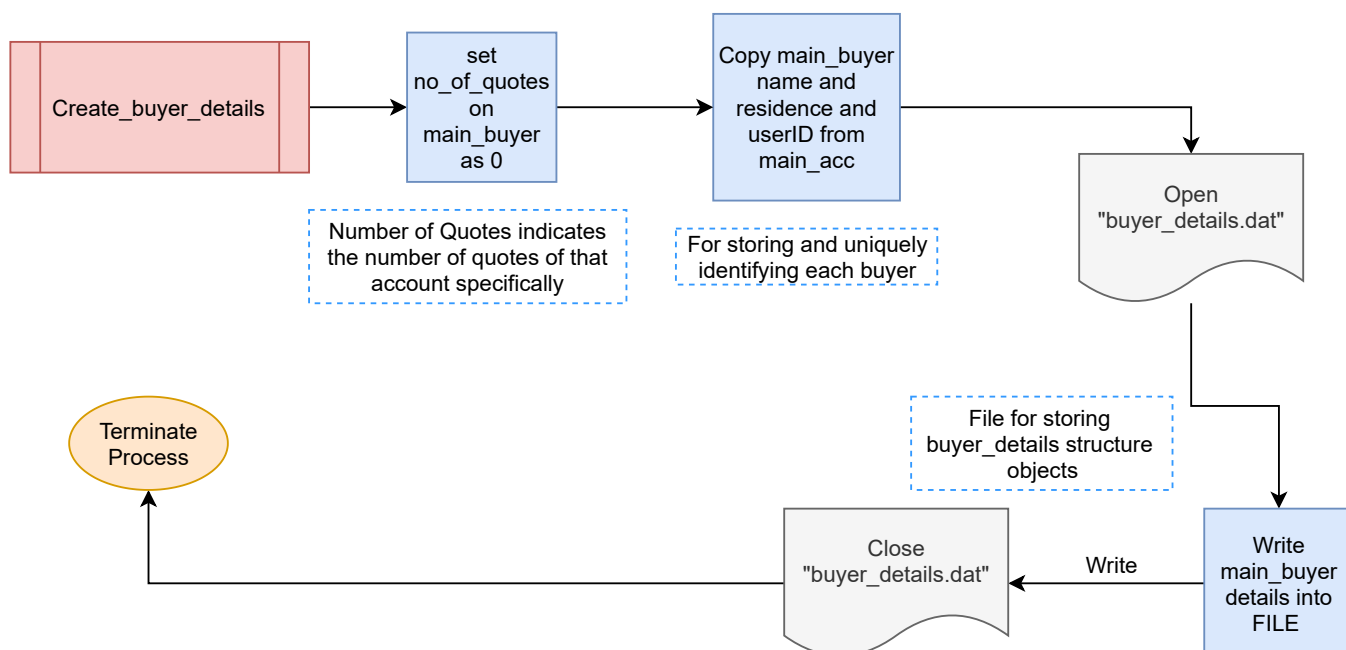 Create_buyer_details
set
no_of_quotes
on
main_buyer
as 0
Copy main_buyer
name and
residence and
userID from
main_acc
Open
"buyer_details.dat"
Number of Quotes indicates
the number of quotes of that
account specifically
For storing and uniquely
identifying each buyer
File for storing
buyer_details structure
objects
Terminate
Process
Close
"buyer_details.dat"
Write
Write
main_buyer
details into
FILE